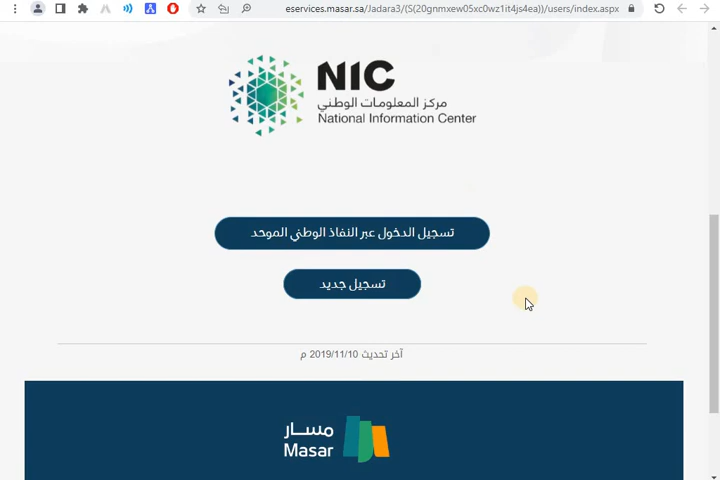 eservices.masar.sa/Jadara3/(S(20gnmxew05xc0wz1it4js4ea))/users/index.aspx
NIC
مركز المعلومات الوطني
National Information Center
تسجيل الدخول عبر النفاذ الوطني الموحد
تسجيل جديد
آخر تحديث 2019/11/10 م
مسار
Masar